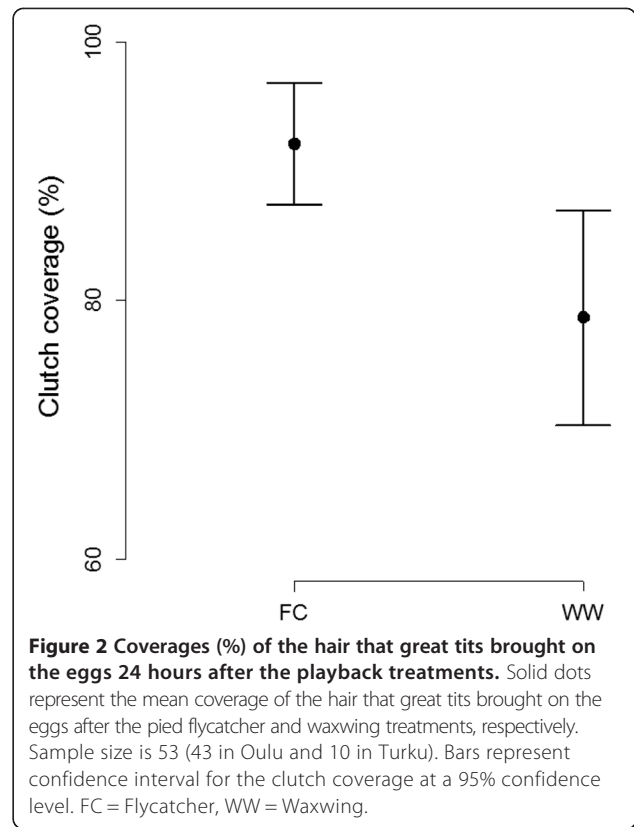 100
80
60
Clutch coverage (%)
FC WW
Figure 2 Coverages (%) of the hair that great tits brought on
the eggs 24 hours after the playback treatments. Solid dots
represent the mean coverage of the hair that great tits brought on the
eggs after the pied flycatcher and waxwing treatments, respectively.
Sample size is 53 (43 in Oulu and 10 in Turku). Bars represent
confidence interval for the clutch coverage at a 95% confidence
level. FC = Flycatcher, WW = Waxwing.